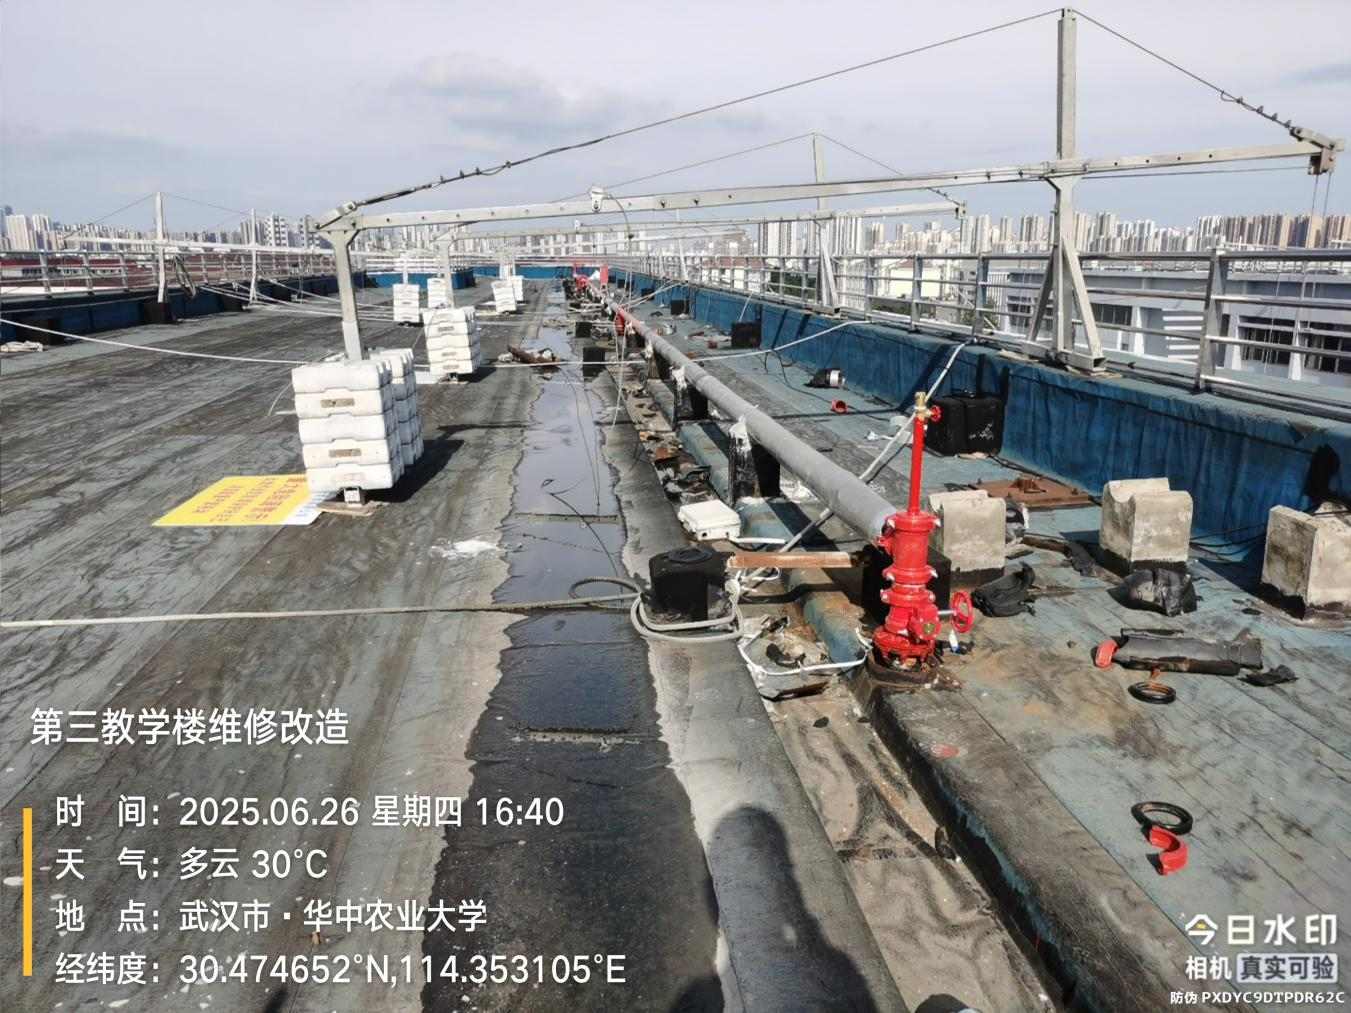 第三教学楼维修改造
时 间：2025.06.26 星期四 16:40
天 气：多云 30°C
地 点：武汉市·华中农业大学
经纬度：30.474652°N,114.353105°E
今日水印
相机 真实可验
防伪 PXDYC9DTPDR62C